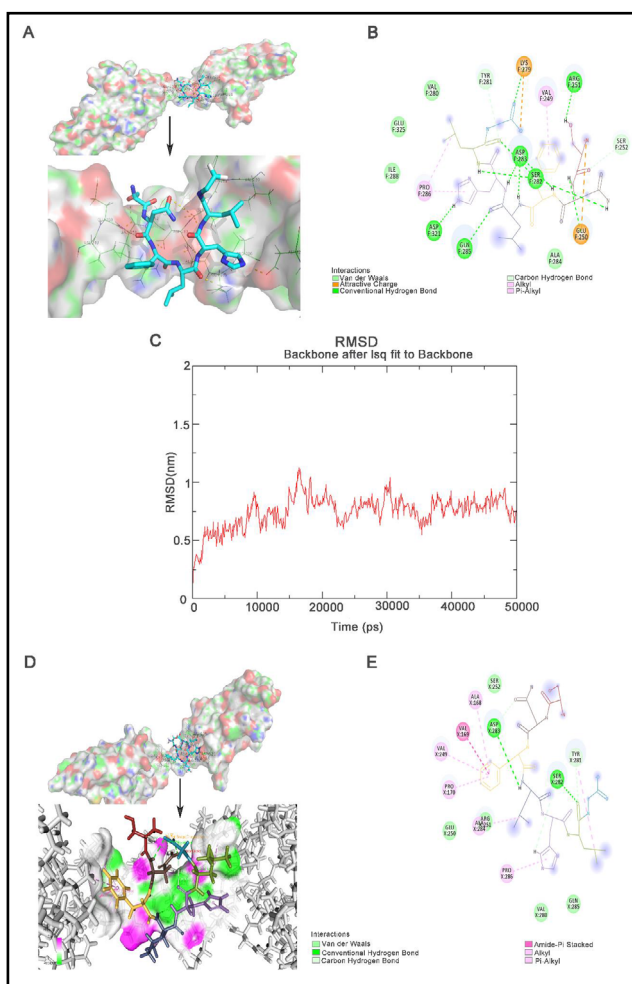 A
B
LYS
F:279
TYR
F:281
ARG
F:251
VAL
F:280
VAL
F:249
GLU
F:325
SER
F:252
ASP
F:283
ILE
F:288
SER
F:282
PRO
F:286
ASP
F:321
GLU
F:250
GLN
F:285
ALA
F:284
Interactions
Van der Waals
Attractive Charge
Conventional Hydrogen Bond
Carbon Hydrogen Bond
Alkyl
Pi-Alkyl
C
RMSD
Backbone after lsq fit to Backbone
RMSD(nm)
2
1.5
1
0.5
0
0
10000
20000
30000
40000
50000
Time (ps)
D
E
SER
X:252
ALA
X:168
ASP
X:283
VAL
X:169
VAL
X:249
TYR
X:281
PRO
X:170
SER
X:282
ARG
ALA
X:284
GLU
X:250
PRO
X:286
GLN
X:285
VAL
X:288
Interactions
Van der Waals
Conventional Hydrogen Bond
Carbon Hydrogen Bond
Amide-Pi Stacked
Alkyl
Pi-Alkyl